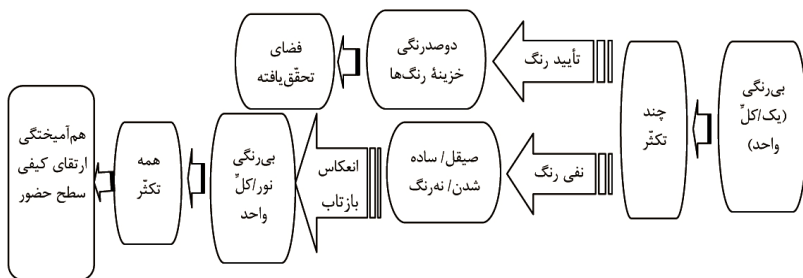 بی‌رنگی
(یک/کلِّ
واحد)
چند
تکثّر
تأیید رنگ
دوصدرنگی
خزینهٔ رنگ‌ها
فضای
تحقّق‌یافته
نفی رنگ
صیقل/ ساده
شدن/ نه‌رنگ
انعکاس
بازتاب
بی‌رنگی
نور/کلِّ
واحد
همه
تکثّر
هم‌آمیختگی
ارتقای کیفی
سطح حضور